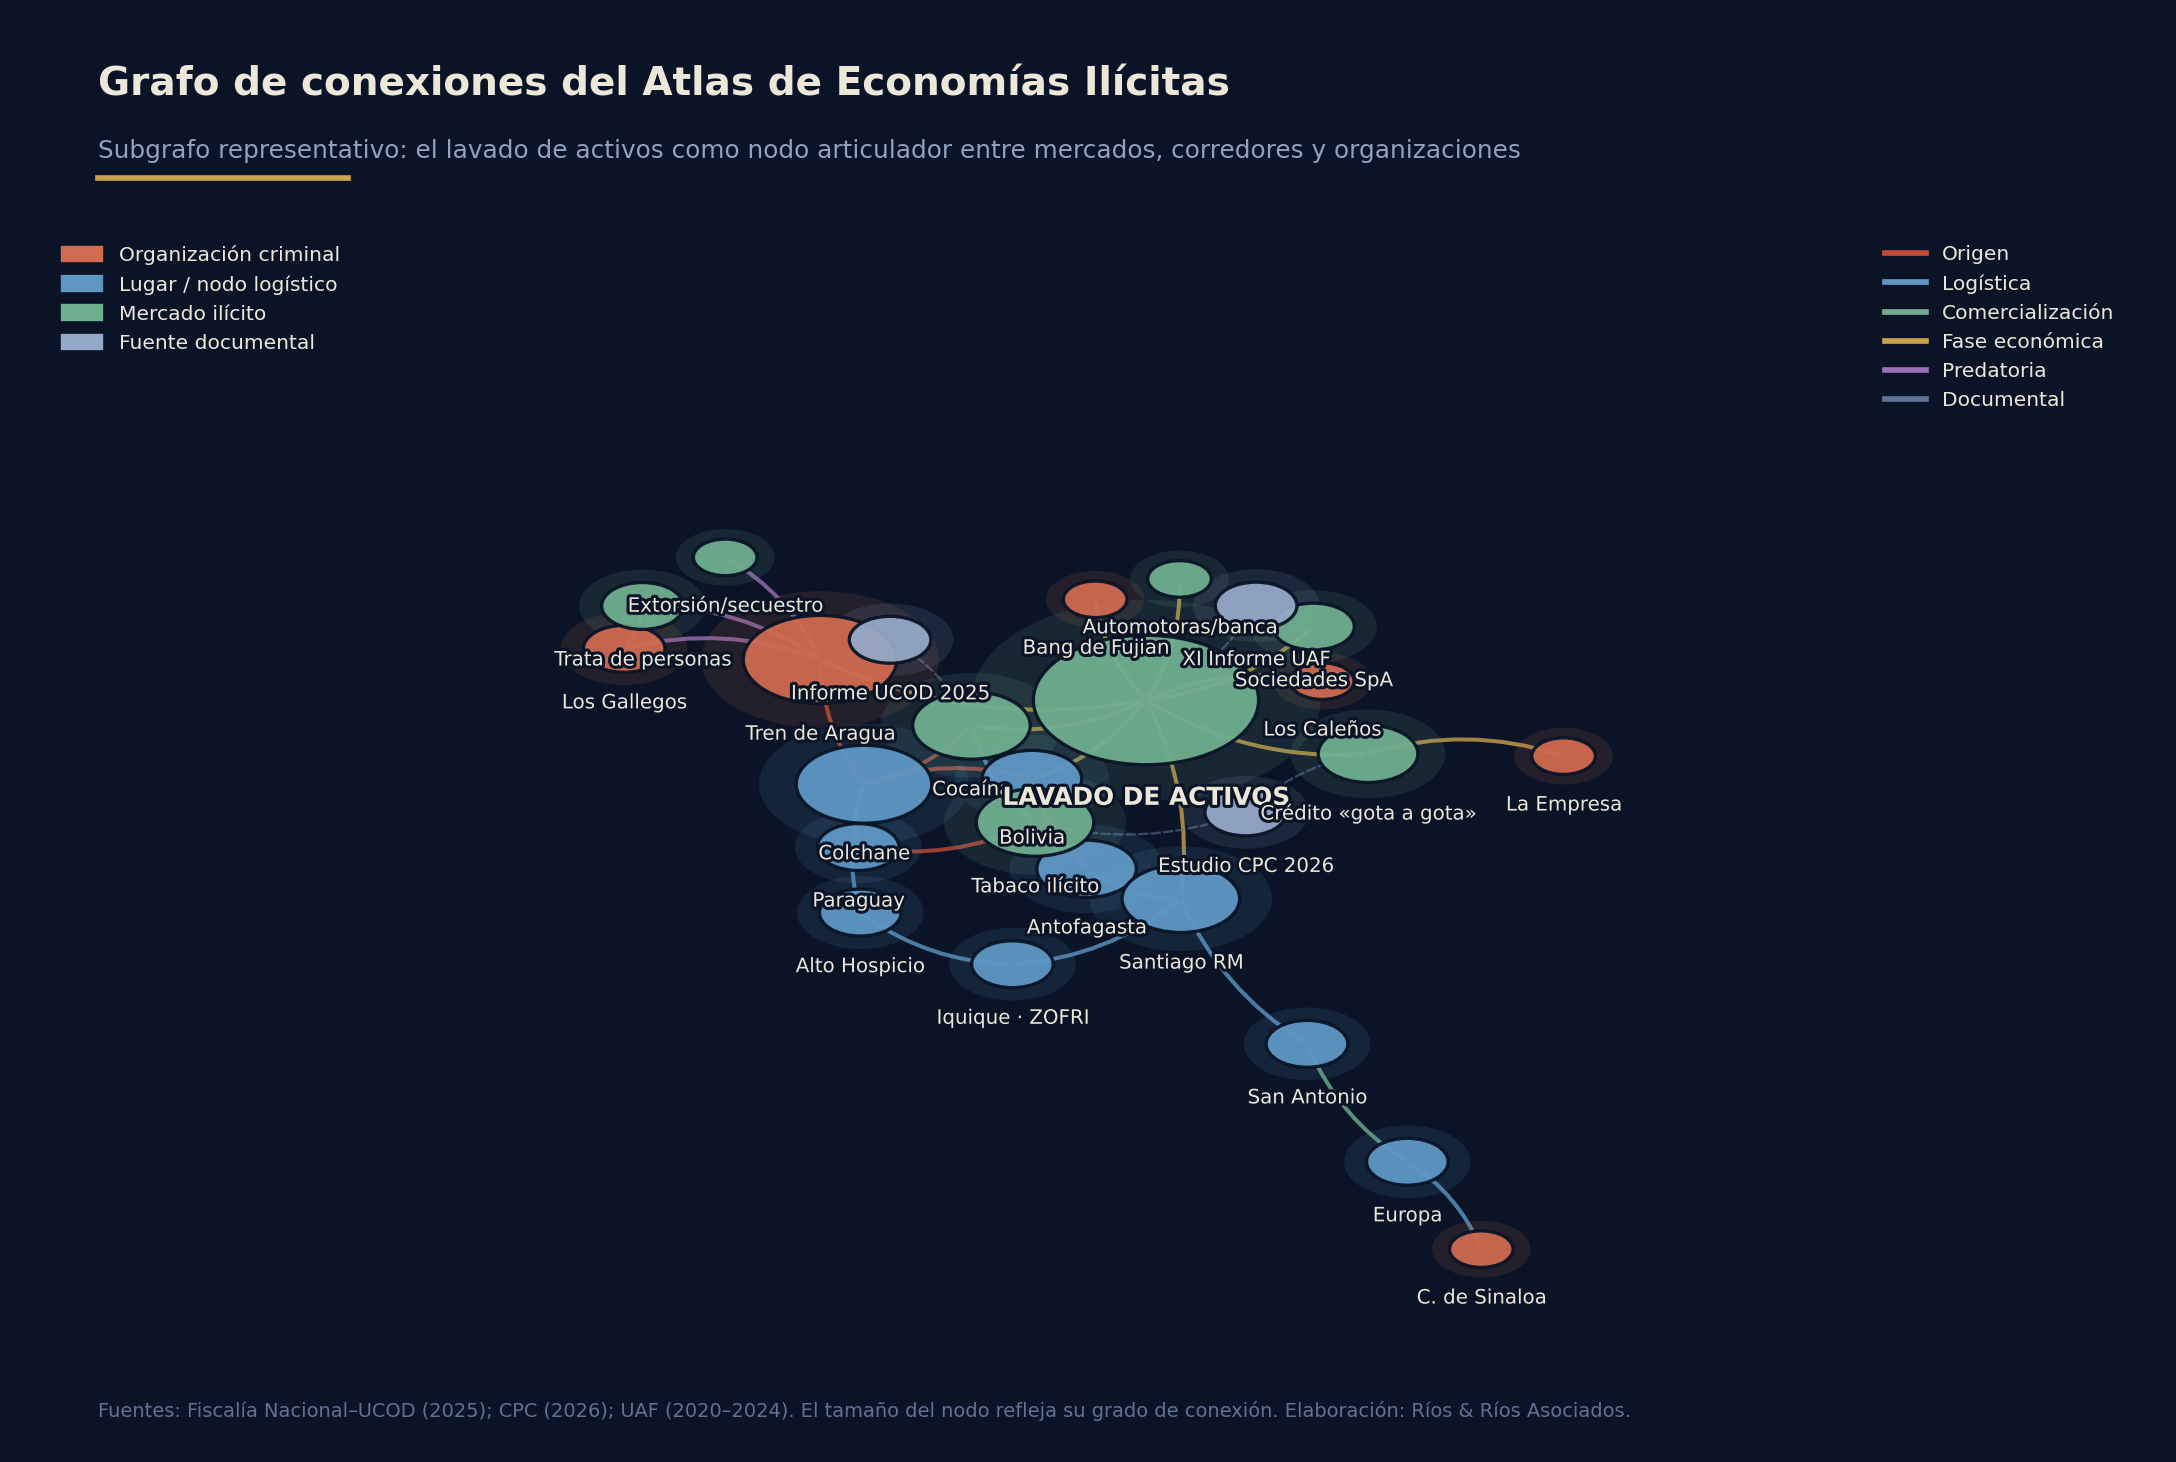 Grafo de conexiones del Atlas de Economías Ilícitas
Subgrafo representativo: el lavado de activos como nodo articulador entre mercados, corredores y organizaciones
Organización criminal
Lugar / nodo logístico
Mercado ilícito
Fuente documental
Origen
Logística
Comercialización
Fase económica
Predatoria
Documental
Extorsión/secuestro
Automotoras/banca
Bang de Fujian
Trata de personas
XI Informe UAF
Sociedades SpA
Informe UCOD 2025
Los Gallegos
Tren de Aragua
Los Caleños
Cocaína
LAVADO DE ACTIVOS
La Empresa
Crédito «gota a gota»
Bolivia
Colchane
Estudio CPC 2026
Tabaco ilícito
Paraguay
Antofagasta
Santiago RM
Alto Hospicio
Iquique · ZOFRI
San Antonio
Europa
C. de Sinaloa
Fuentes: Fiscalía Nacional–UCOD (2025); CPC (2026); UAF (2020–2024). El tamaño del nodo refleja su grado de conexión. Elaboración: Ríos & Ríos Asociados.